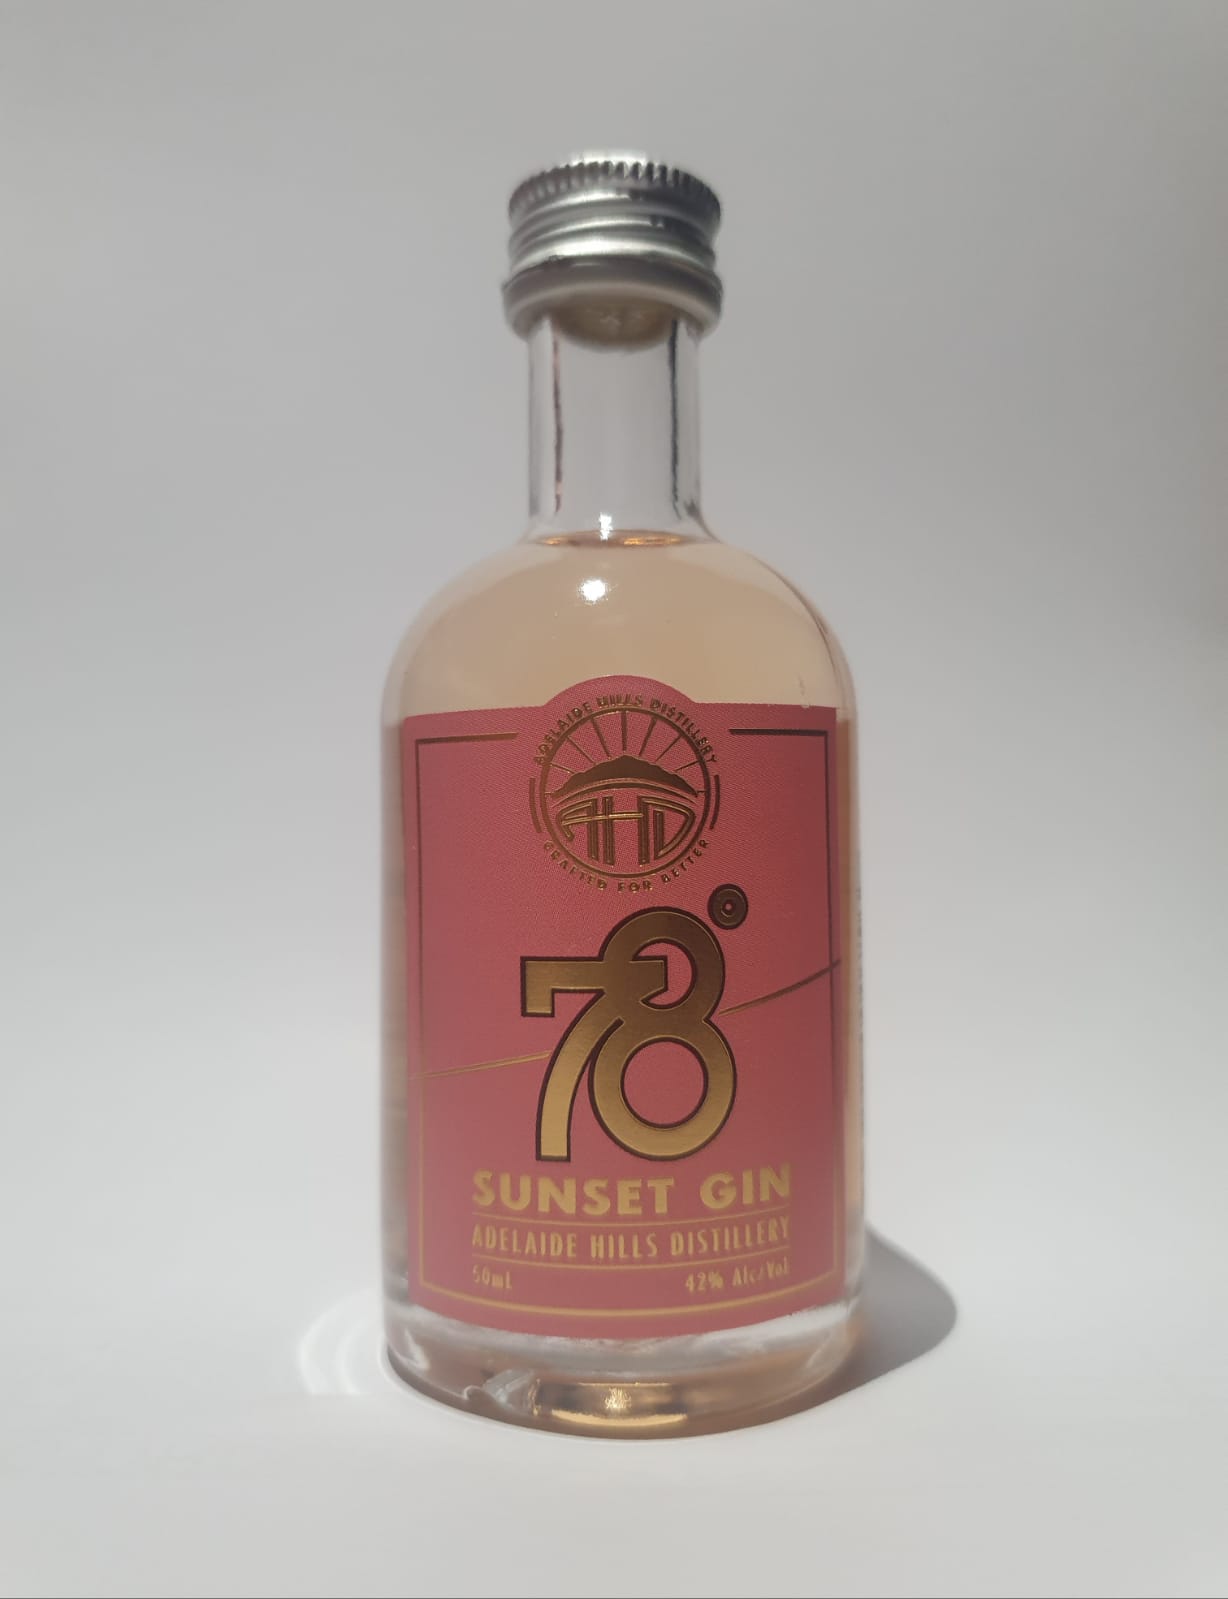 ADELAIDE HILLS DISTILLERY
AHD
CRAFTED FOR BETTER
78°
SUNSET GIN
ADELAIDE HILLS DISTILLERY
50mL 42% Alc/Vol